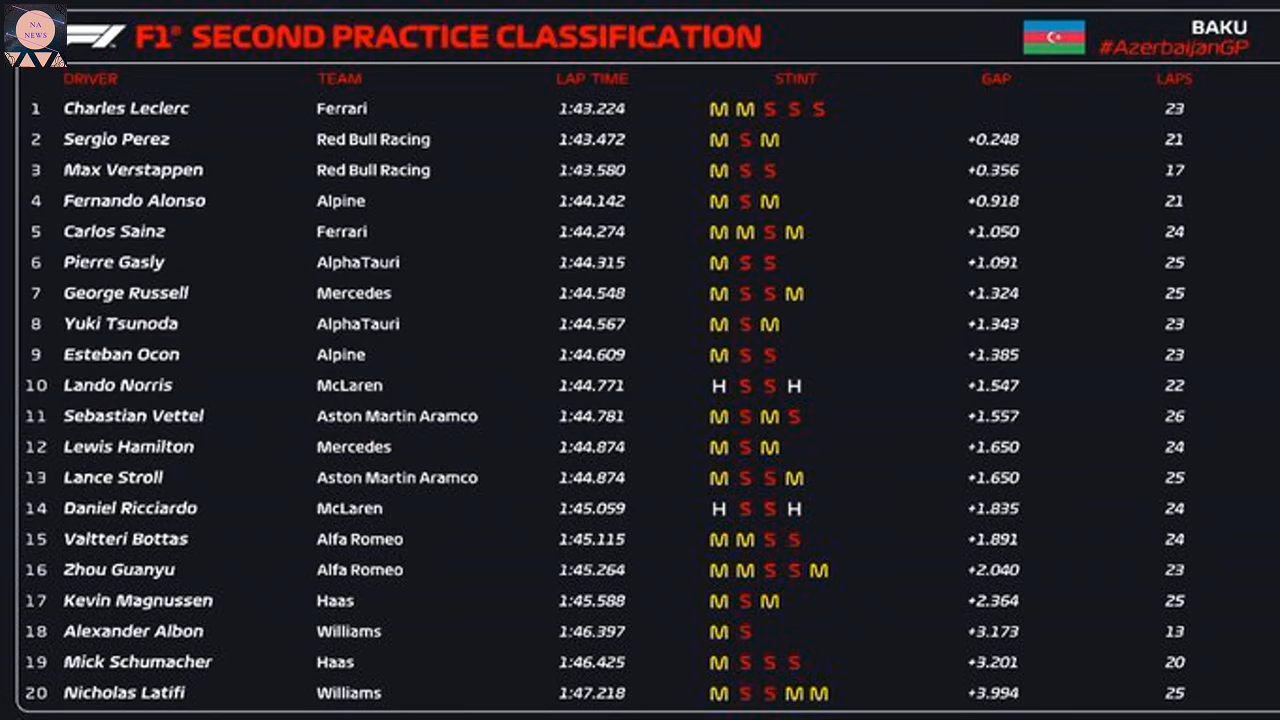 NA
NEWS
F1 F1® SECOND PRACTICE CLASSIFICATION BAKU
#AzerbaijanGP
DRIVER TEAM LAP TIME STINT GAP LAPS
1 Charles Leclerc Ferrari 1:43.224 M M S S S 23
2 Sergio Perez Red Bull Racing 1:43.472 M S M +0.248 21
3 Max Verstappen Red Bull Racing 1:43.580 M S S +0.356 17
4 Fernando Alonso Alpine 1:44.142 M S M +0.918 21
5 Carlos Sainz Ferrari 1:44.274 M M S M +1.050 24
6 Pierre Gasly AlphaTauri 1:44.315 M S S +1.091 25
7 George Russell Mercedes 1:44.548 M S S M +1.324 25
8 Yuki Tsunoda AlphaTauri 1:44.567 M S M +1.343 23
9 Esteban Ocon Alpine 1:44.609 M S S +1.385 23
10 Lando Norris McLaren 1:44.771 H S S H +1.547 22
11 Sebastian Vettel Aston Martin Aramco 1:44.781 M S M S +1.557 26
12 Lewis Hamilton Mercedes 1:44.874 M S M +1.650 24
13 Lance Stroll Aston Martin Aramco 1:44.874 M S S M +1.650 25
14 Daniel Ricciardo McLaren 1:45.059 H S S H +1.835 24
15 Valtteri Bottas Alfa Romeo 1:45.115 M M S S +1.891 24
16 Zhou Guanyu Alfa Romeo 1:45.264 M M S S M +2.040 23
17 Kevin Magnussen Haas 1:45.588 M S M +2.364 25
18 Alexander Albon Williams 1:46.397 M S +3.173 13
19 Mick Schumacher Haas 1:46.425 M S S S +3.201 20
20 Nicholas Latifi Williams 1:47.218 M S S M M +3.994 25